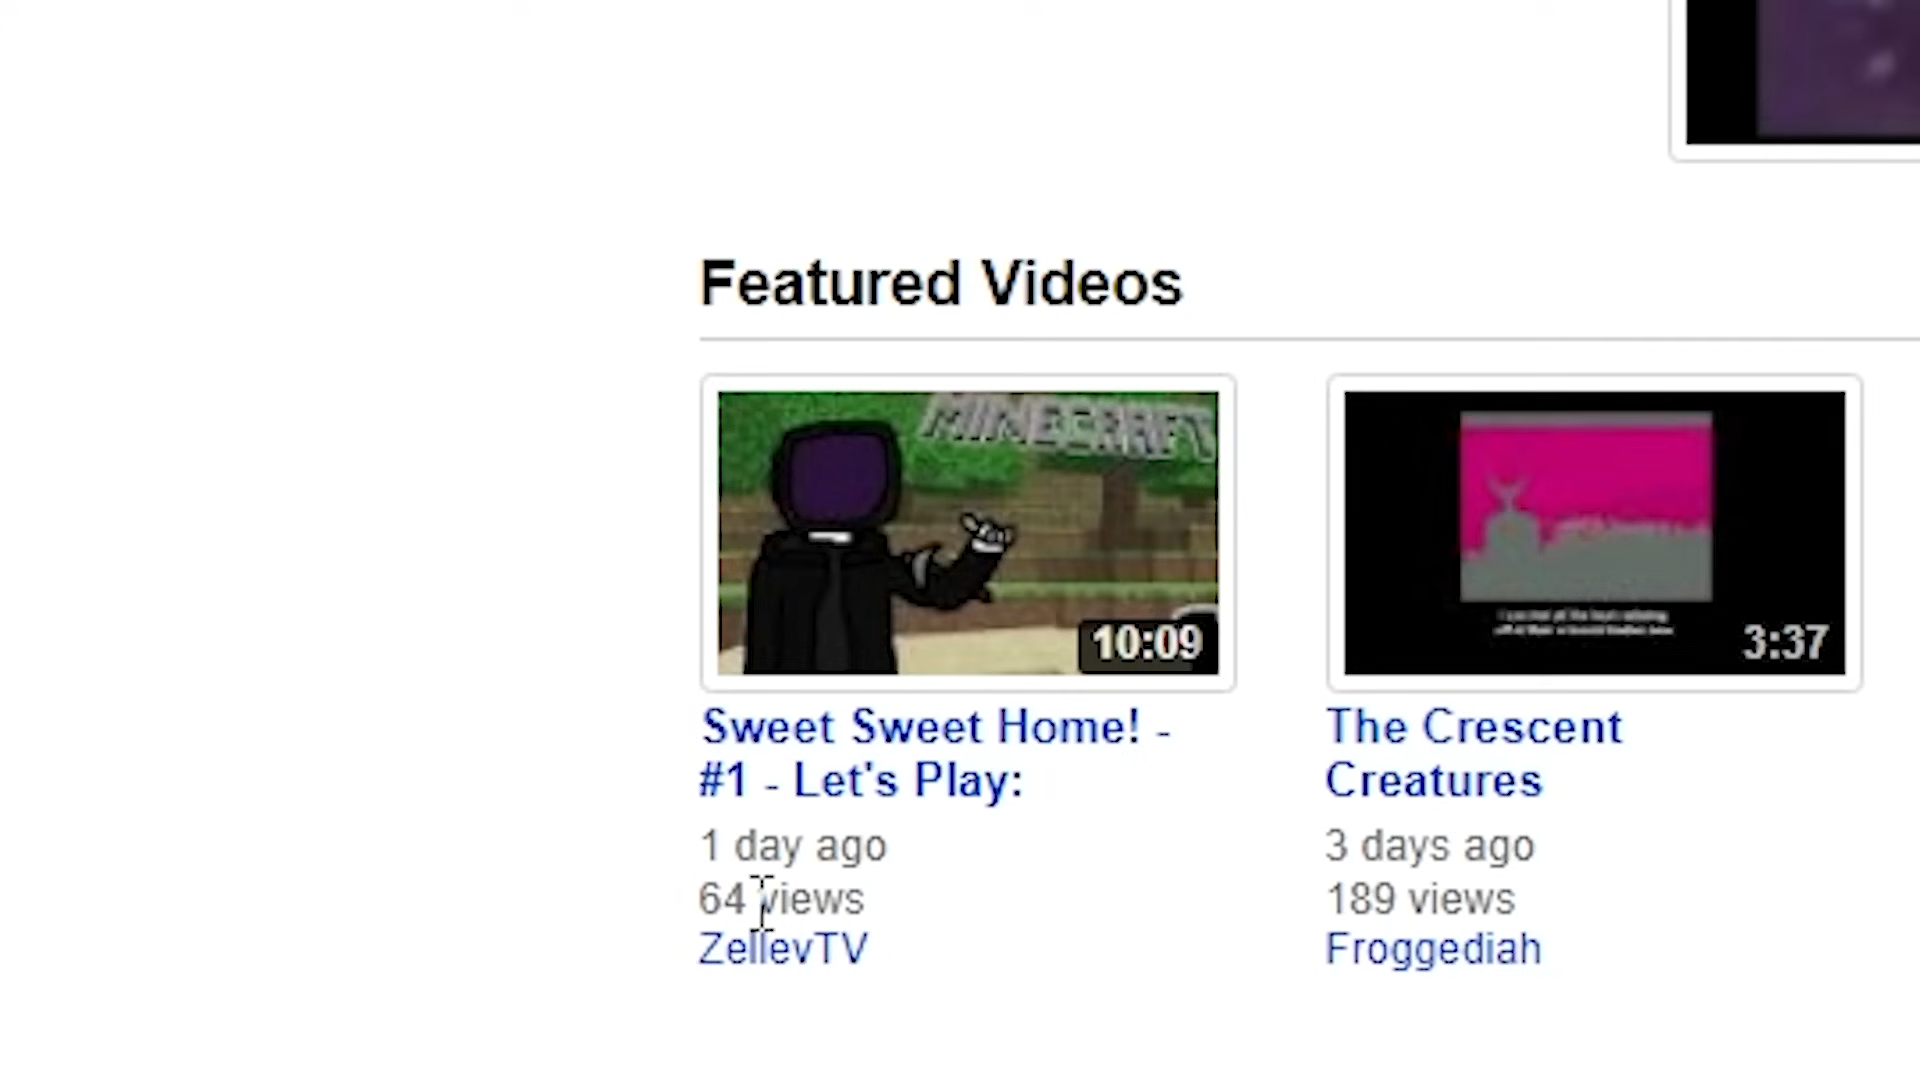 Featured Videos
MINECRAFT
10:09
3:37
Sweet Sweet Home! -
#1 - Let's Play:
1 day ago
64 views
ZellevTV
The Crescent
Creatures
3 days ago
189 views
Froggediah